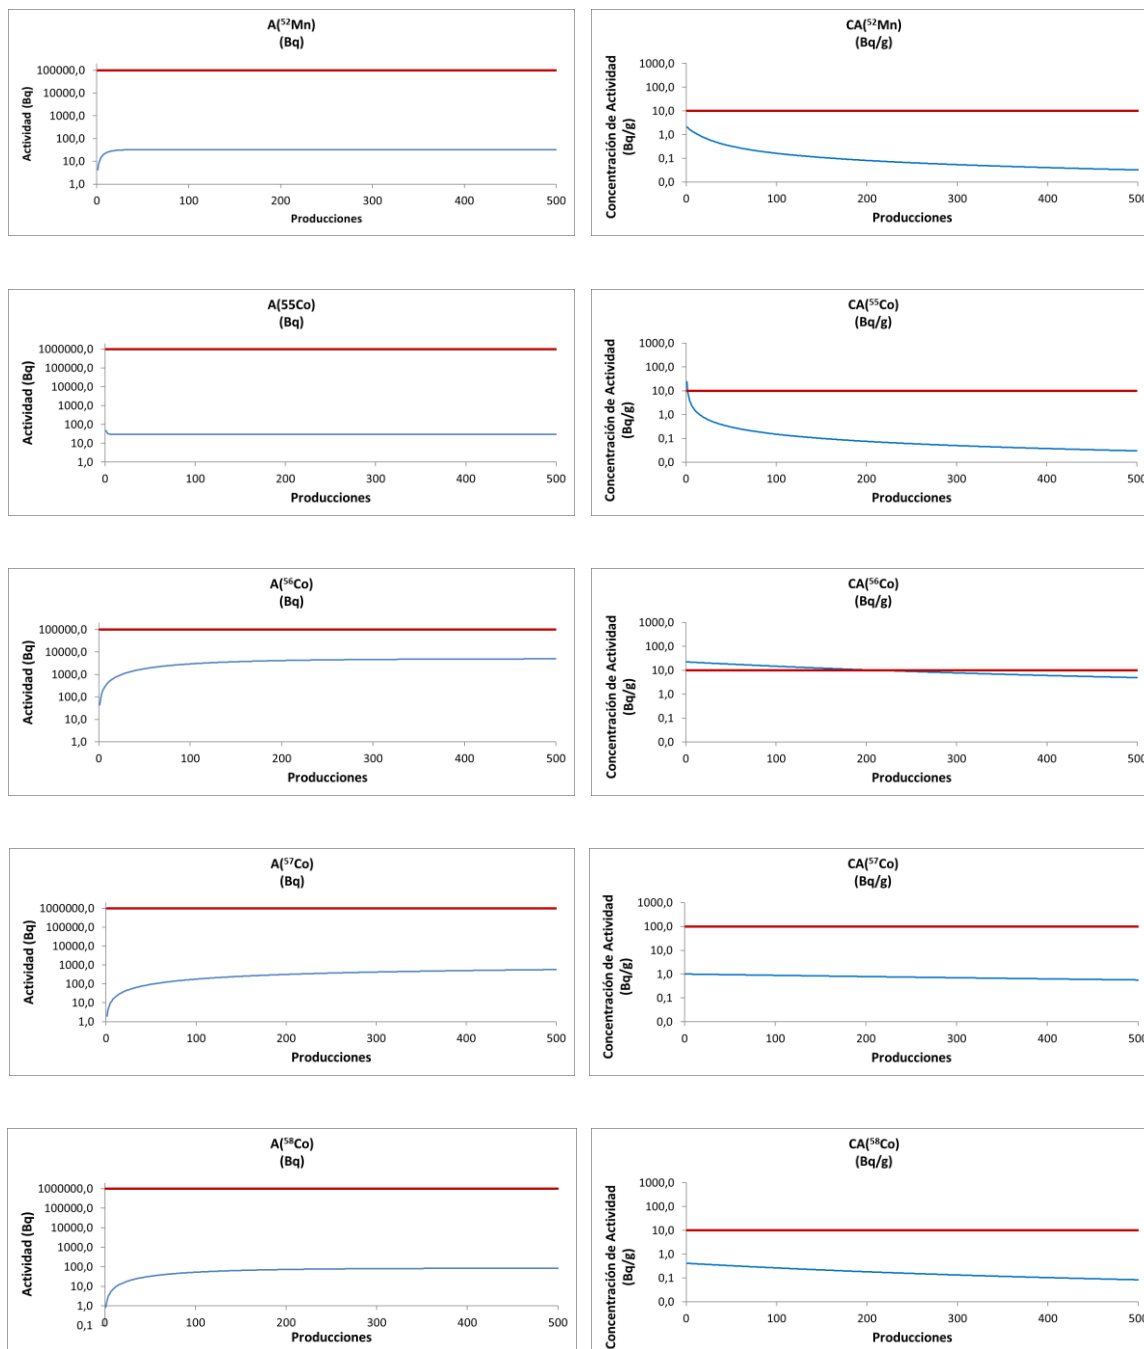 A(⁵²Mn)
(Bq)
Actividad (Bq)
100000,0
10000,0
1000,0
100,0
10,0
1,0
0 100 200 300 400 500
Producciones
CA(⁵²Mn)
(Bq/g)
Concentración de Actividad
(Bq/g)
1000,0
100,0
10,0
1,0
0,1
0,0
0 100 200 300 400 500
Producciones
A(55Co)
(Bq)
Actividad (Bq)
1000000,0
100000,0
10000,0
1000,0
100,0
10,0
1,0
0 100 200 300 400 500
Producciones
CA(⁵⁵Co)
(Bq/g)
Concentración de Actividad
(Bq/g)
1000,0
100,0
10,0
1,0
0,1
0,0
0 100 200 300 400 500
Producciones
A(⁵⁶Co)
(Bq)
Actividad (Bq)
100000,0
10000,0
1000,0
100,0
10,0
1,0
0 100 200 300 400 500
Producciones
CA(⁵⁶Co)
(Bq/g)
Concentración de Actividad
(Bq/g)
1000,0
100,0
10,0
1,0
0,1
0,0
0 100 200 300 400 500
Producciones
A(⁵⁷Co)
(Bq)
Actividad (Bq)
1000000,0
100000,0
10000,0
1000,0
100,0
10,0
1,0
0 100 200 300 400 500
Producciones
CA(⁵⁷Co)
(Bq/g)
Concentración de Actividad
(Bq/g)
1000,0
100,0
10,0
1,0
0,1
0,0
0 100 200 300 400 500
Producciones
A(⁵⁸Co)
(Bq)
Actividad (Bq)
1000000,0
100000,0
10000,0
1000,0
100,0
10,0
1,0
0,1
0 100 200 300 400 500
Producciones
CA(⁵⁸Co)
(Bq/g)
Concentración de Actividad
(Bq/g)
1000,0
100,0
10,0
1,0
0,1
0,0
0 100 200 300 400 500
Producciones